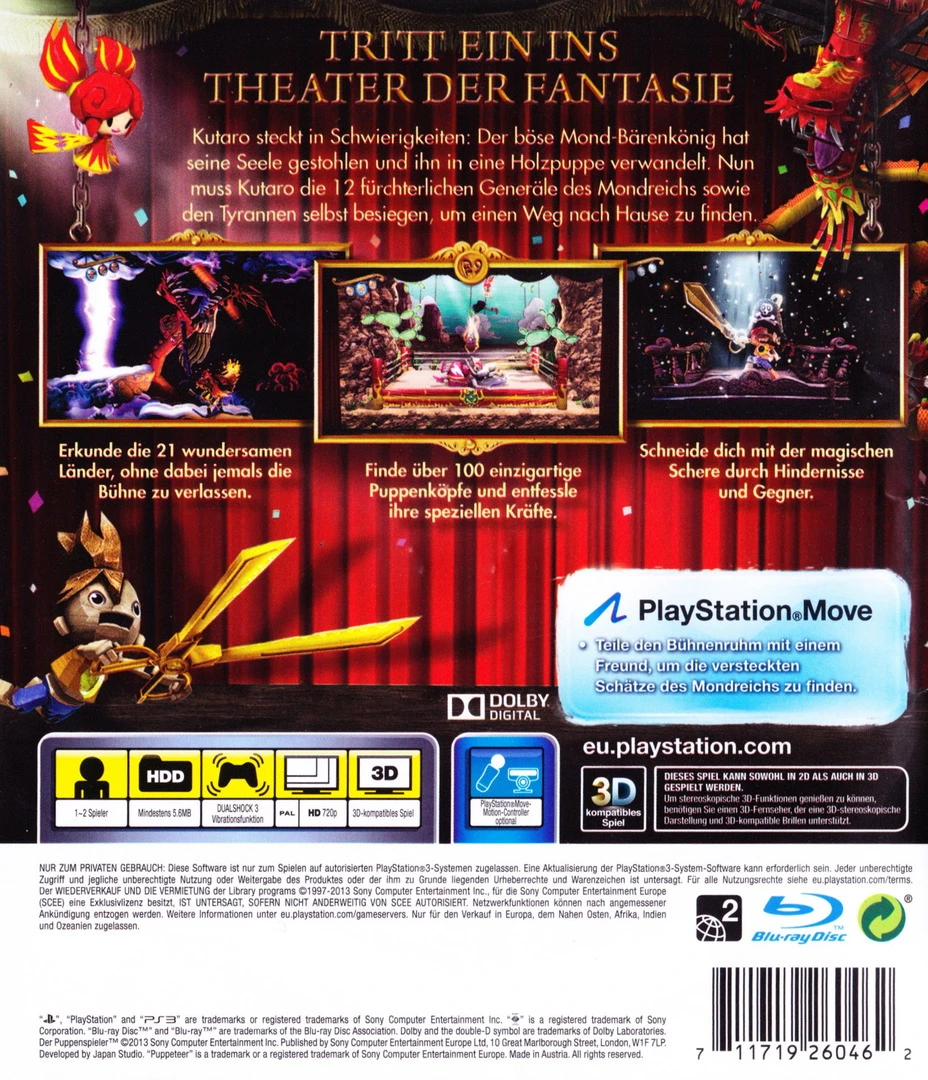 TRITT EIN INS
THEATER DER FANTASIE
Kutaro steckt in Schwierigkeiten: Der böse Mond-Bärenkönig hat
seine Seele gestohlen und ihn in eine Holzpuppe verwandelt. Nun
muss Kutaro die 12 fürchterlichen Generäle des Mondreichs sowie
den Tyrannen selbst besiegen, um einen Weg nach Hause zu finden.
Erkunde die 21 wundersamen
Länder, ohne dabei jemals die
Bühne zu verlassen.
Finde über 100 einzigartige
Puppenköpfe und entfessle
ihre speziellen Kräfte.
Schneide dich mit der magischen
Schere durch Hindernisse
und Gegner.
PlayStation®Move
• Teile den Bühnenruhm mit einem
Freund, um die versteckten
Schätze des Mondreichs zu finden.
DOLBY
DIGITAL
1~2 Spieler
HDD
Mindestens 5.6MB
DUALSHOCK 3
Vibrationsfunktion
PAL HD 720p
3D
3D-kompatibles Spiel
PlayStation®Move-
Motion-Controller
optional
eu.playstation.com
3D
kompatibles
Spiel
DIESES SPIEL KANN SOWOHL IN 2D ALS AUCH IN 3D
GESPIELT WERDEN.
Um stereoskopische 3D-Funktionen genießen zu können,
benötigen Sie einen 3D-Fernseher, der eine 3D-stereoskopische
Darstellung und 3D-kompatible Brillen unterstützt.
NUR ZUM PRIVATEN GEBRAUCH: Diese Software ist nur zum Spielen auf autorisierten PlayStation®3-Systemen zugelassen. Eine Aktualisierung der PlayStation®3-System-Software kann erforderlich sein. Jeder unberechtigte
Zugriff und jegliche unberechtigte Nutzung oder Weitergabe des Produktes oder der ihm zu Grunde liegenden Urheberrechte und Warenzeichen ist untersagt. Für alle Nutzungsrechte siehe eu.playstation.com/terms.
Der WIEDERVERKAUF UND DIE VERMIETUNG der Library programs ©1997-2013 Sony Computer Entertainment Inc., für die Sony Computer Entertainment Europe
(SCEE) eine Exklusivlizenz besitzt, IST UNTERSAGT, SOFERN NICHT ANDERWEITIG VON SCEE AUTORISIERT. Netzwerkfunktionen können nach angemessener
Ankündigung entzogen werden. Weitere Informationen unter eu.playstation.com/gameservers. Nur für den Verkauf in Europa, dem Nahen Osten, Afrika, Indien
und Ozeanien zugelassen.
2
Blu-ray Disc™
®
“ ”, “PlayStation” and “PS3” are trademarks or registered trademarks of Sony Computer Entertainment Inc. “ ” is a registered trademark of Sony
Corporation. “Blu-ray Disc™” and “Blu-ray™” are trademarks of the Blu-ray Disc Association. Dolby and the double-D symbol are trademarks of Dolby Laboratories.
Der Puppenspieler™ ©2013 Sony Computer Entertainment Inc. Published by Sony Computer Entertainment Europe Ltd, 10 Great Marlborough Street, London, W1F 7LP.
Developed by Japan Studio. “Puppeteer” is a trademark or a registered trademark of Sony Computer Entertainment Europe. Made in Austria. All rights reserved.
7 11719 26046 2